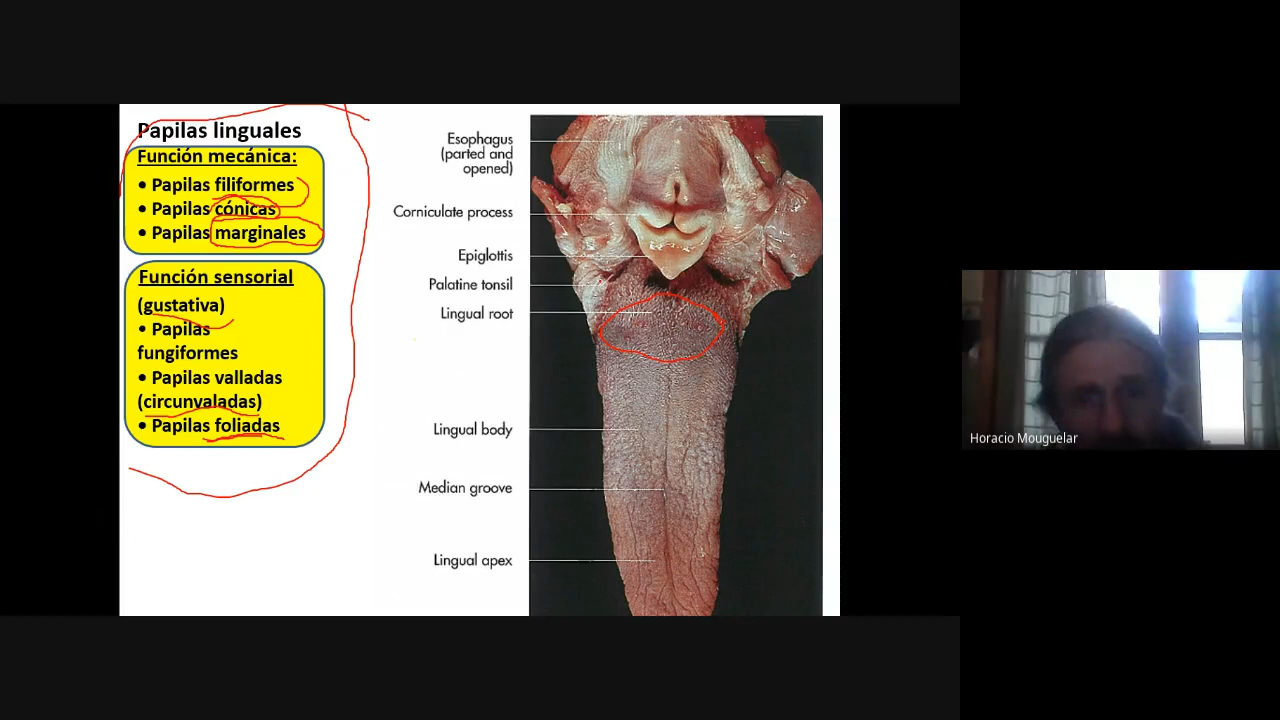 Papilas linguales
Función mecánica:
• Papilas filiformes
• Papilas cónicas
• Papilas marginales
Función sensorial
(gustativa)
• Papilas
fungiformes
• Papilas valladas
(circunvaladas)
• Papilas foliadas
Esophagus
(parted and
opened)
Corniculate process
Epiglottis
Palatine tonsil
Lingual root
Lingual body
Median groove
Lingual apex
Horacio Mouguelar